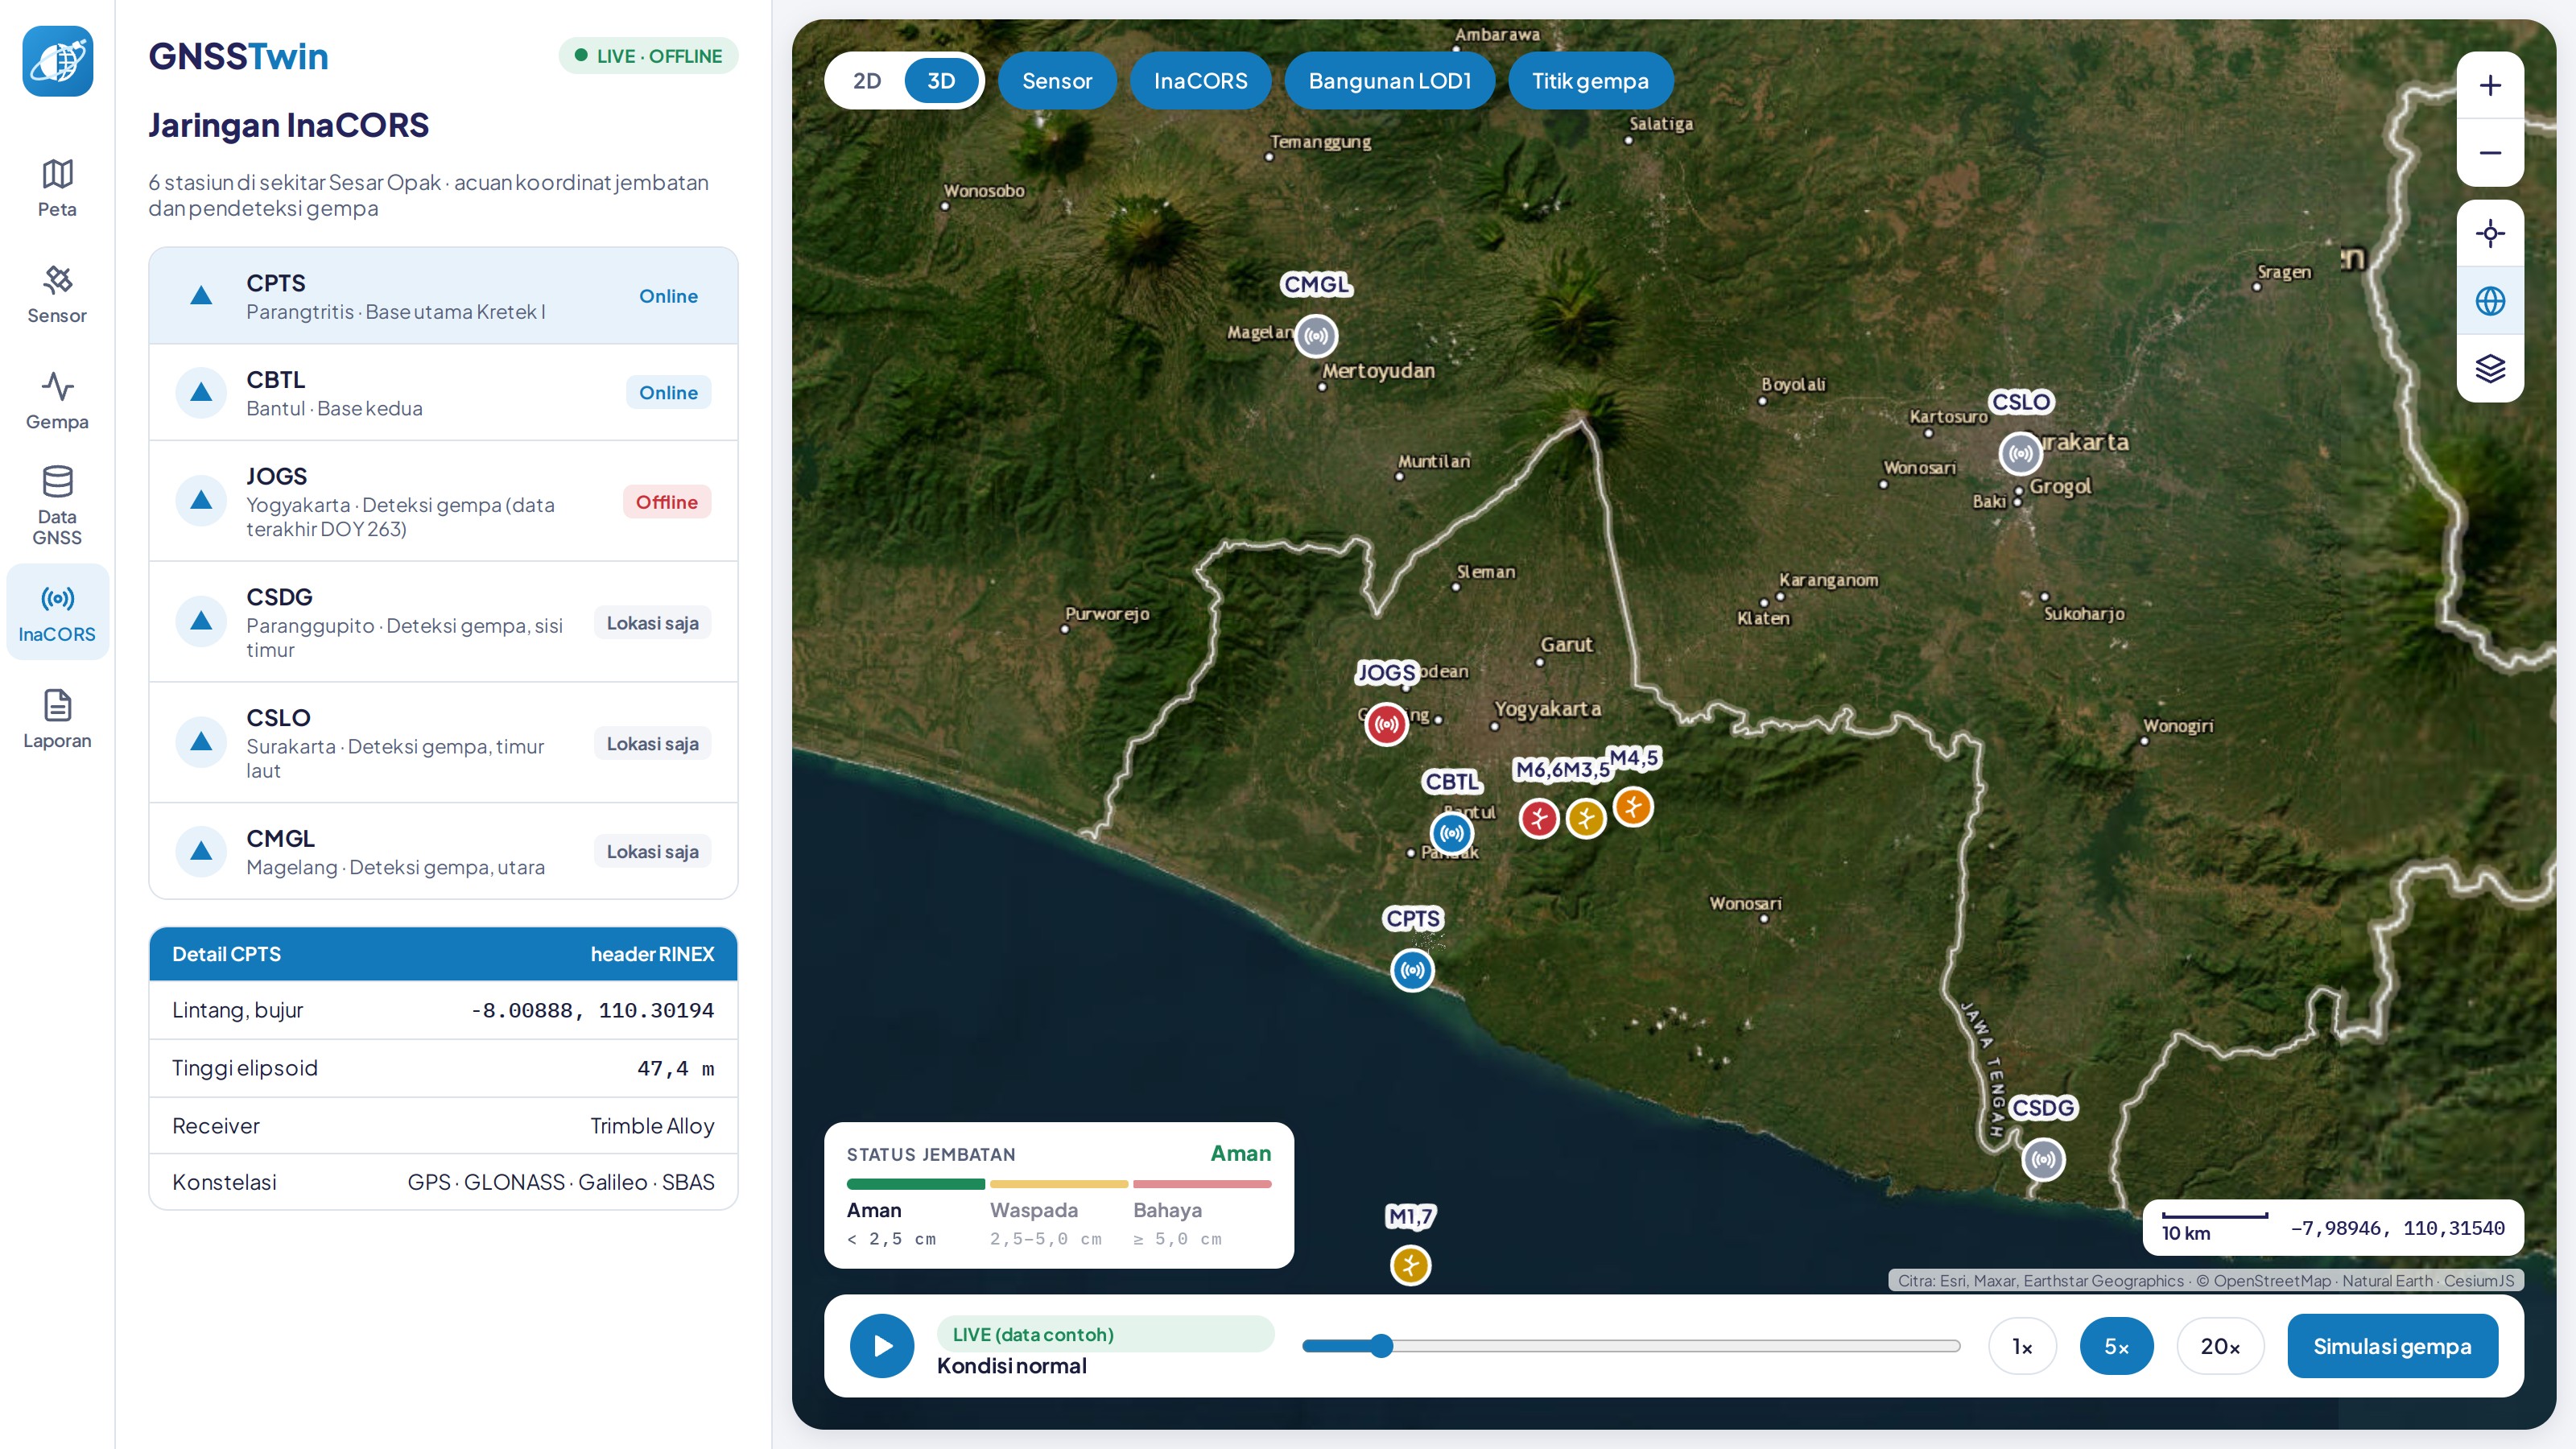 GNSSTwin
LIVE · OFFLINE
Jaringan InaCORS
6 stasiun di sekitar Sesar Opak · acuan koordinat jembatan
dan pendeteksi gempa
Peta
Sensor
Gempa
Data
GNSS
InaCORS
Laporan
CPTS
Parangtritis · Base utama Kretek I
Online
CBTL
Bantul · Base kedua
Online
JOGS
Yogyakarta · Deteksi gempa (data
terakhir DOY 263)
Offline
CSDG
Paranggupito · Deteksi gempa, sisi
timur
Lokasi saja
CSLO
Surakarta · Deteksi gempa, timur
laut
Lokasi saja
CMGL
Magelang · Deteksi gempa, utara
Lokasi saja
Detail CPTS
header RINEX
Lintang, bujur
-8.00888, 110.30194
Tinggi elipsoid
47,4 m
Receiver
Trimble Alloy
Konstelasi
GPS · GLONASS · Galileo · SBAS
2D
3D
Sensor
InaCORS
Bangunan LOD1
Titik gempa
Ambarawa
Temanggung
Salatiga
Wonosobo
Sragen
CMGL
Magelan
Mertoyudan
Boyolali
CSLO
Kartosuro
urakarta
Muntilan
Wonosari
Grogol
Baki
Sleman
Karanganom
Klaten
Sukoharjo
Purworejo
Garut
JOGS
odean
Yogyakarta
Wonogiri
M6,6
M3,5
M4,5
CBTL
Bantul
Wonosari
CPTS
JAWA TENGAH
CSDG
M1,7
STATUS JEMBATAN
Aman
Aman
Waspada
Bahaya
< 2,5 cm
2,5–5,0 cm
≥ 5,0 cm
10 km
−7,98946, 110,31540
Citra: Esri, Maxar, Earthstar Geographics · © OpenStreetMap · Natural Earth · CesiumJS
LIVE (data contoh)
Kondisi normal
1×
5×
20×
Simulasi gempa